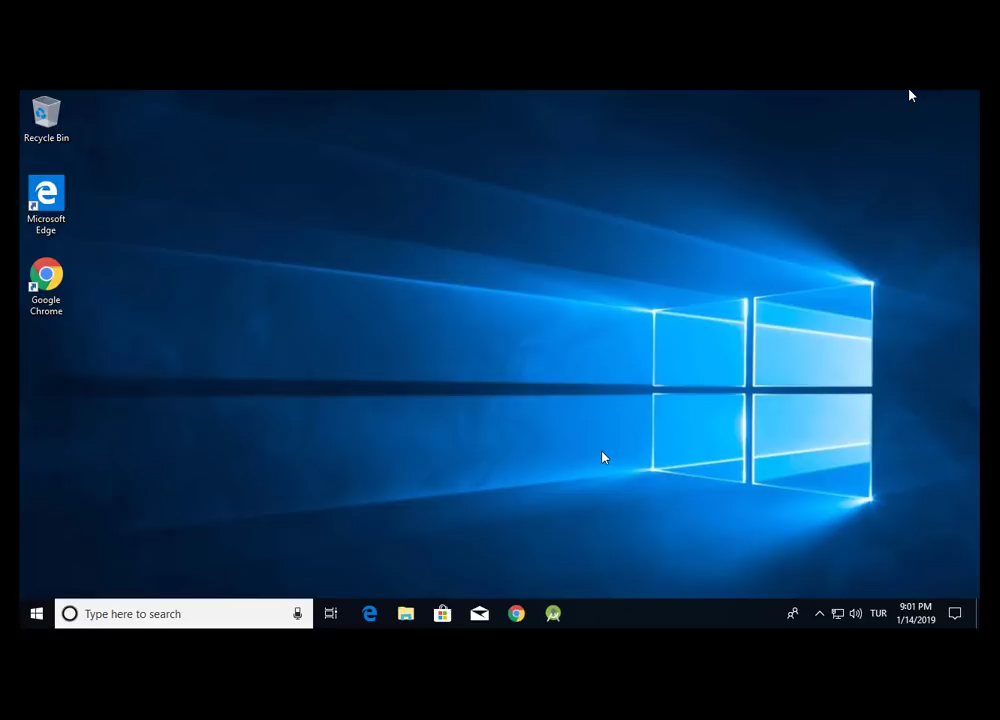 Recycle Bin
Microsoft
Edge
Google
Chrome
Type here to search
TUR
9:01 PM
1/14/2019